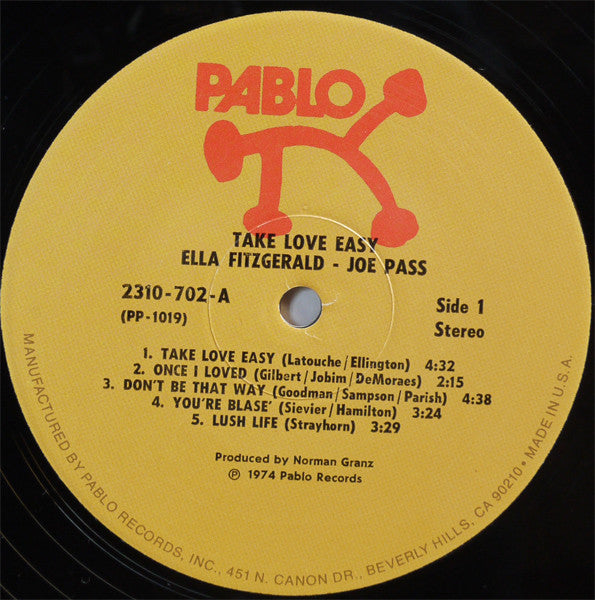 PABLO
TAKE LOVE EASY
ELLA FITZGERALD - JOE PASS
2310-702-A
(PP-1019)
Side 1
Stereo
1. TAKE LOVE EASY (Latouche/Ellington) 4:32
2. ONCE I LOVED (Gilbert/Jobim/DeMoraes) 2:15
3. DON'T BE THAT WAY (Goodman/Sampson/Parish) 4:38
4. YOU'RE BLASE' (Sievier/Hamilton) 3:24
5. LUSH LIFE (Strayhorn) 3:29
Produced by Norman Granz
℗ 1974 Pablo Records
MANUFACTURED BY PABLO RECORDS, INC., 451 N. CANON DR., BEVERLY HILLS, CA 90210 • MADE IN U.S.A.